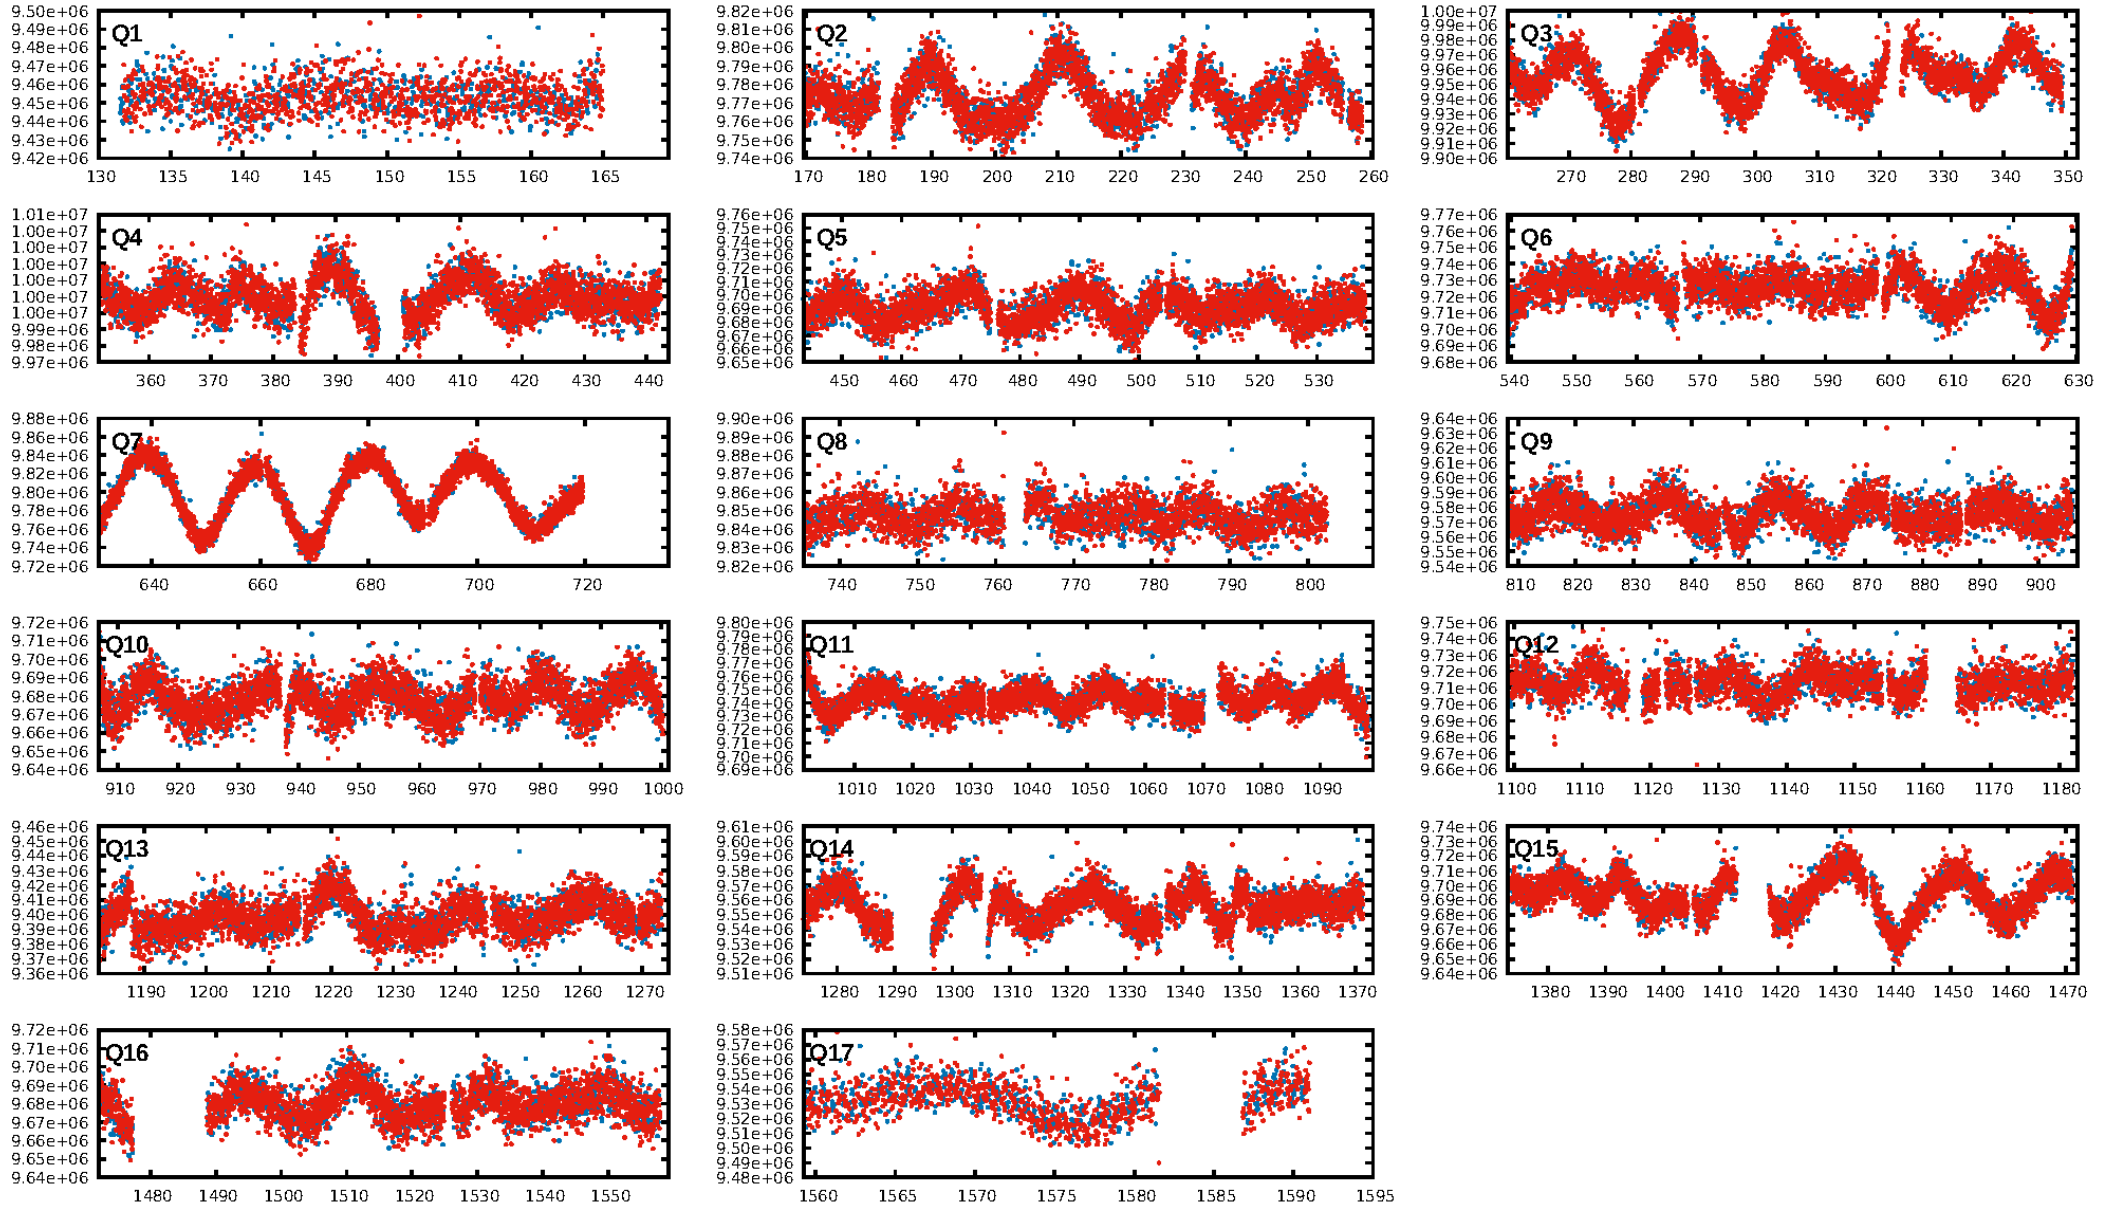 9.50e+06
9.49e+06
9.48e+06
9.47e+06
9.46e+06
9.45e+06
9.44e+06
9.43e+06
9.42e+06
Q1
130 135 140 145 150 155 160 165
9.82e+06
9.81e+06
9.80e+06
9.79e+06
9.78e+06
9.77e+06
9.76e+06
9.75e+06
9.74e+06
Q2
170 180 190 200 210 220 230 240 250 260
1.00e+07
9.99e+06
9.98e+06
9.97e+06
9.96e+06
9.95e+06
9.94e+06
9.93e+06
9.92e+06
9.91e+06
9.90e+06
Q3
270 280 290 300 310 320 330 340 350
1.01e+07
1.00e+07
1.00e+07
1.00e+07
1.00e+07
1.00e+07
1.00e+07
9.99e+06
9.98e+06
9.97e+06
Q4
360 370 380 390 400 410 420 430 440
9.76e+06
9.75e+06
9.74e+06
9.73e+06
9.72e+06
9.71e+06
9.70e+06
9.69e+06
9.68e+06
9.67e+06
9.66e+06
9.65e+06
Q5
450 460 470 480 490 500 510 520 530
9.77e+06
9.76e+06
9.75e+06
9.74e+06
9.73e+06
9.72e+06
9.71e+06
9.70e+06
9.69e+06
9.68e+06
Q6
540 550 560 570 580 590 600 610 620 630
9.88e+06
9.86e+06
9.84e+06
9.82e+06
9.80e+06
9.78e+06
9.76e+06
9.74e+06
9.72e+06
Q7
640 660 680 700 720
9.90e+06
9.89e+06
9.88e+06
9.87e+06
9.86e+06
9.85e+06
9.84e+06
9.83e+06
9.82e+06
Q8
740 750 760 770 780 790 800
9.64e+06
9.63e+06
9.62e+06
9.61e+06
9.60e+06
9.59e+06
9.58e+06
9.57e+06
9.56e+06
9.55e+06
9.54e+06
Q9
810 820 830 840 850 860 870 880 890 900
9.72e+06
9.71e+06
9.70e+06
9.69e+06
9.68e+06
9.67e+06
9.66e+06
9.65e+06
9.64e+06
Q10
910 920 930 940 950 960 970 980 990 1000
9.80e+06
9.79e+06
9.78e+06
9.77e+06
9.76e+06
9.75e+06
9.74e+06
9.73e+06
9.72e+06
9.71e+06
9.70e+06
9.69e+06
Q11
1010 1020 1030 1040 1050 1060 1070 1080 1090
9.75e+06
9.74e+06
9.73e+06
9.72e+06
9.71e+06
9.70e+06
9.69e+06
9.68e+06
9.67e+06
9.66e+06
Q12
1100 1110 1120 1130 1140 1150 1160 1170 1180
9.46e+06
9.45e+06
9.44e+06
9.43e+06
9.42e+06
9.41e+06
9.40e+06
9.39e+06
9.38e+06
9.37e+06
9.36e+06
Q13
1190 1200 1210 1220 1230 1240 1250 1260 1270
9.61e+06
9.60e+06
9.59e+06
9.58e+06
9.57e+06
9.56e+06
9.55e+06
9.54e+06
9.53e+06
9.52e+06
9.51e+06
Q14
1280 1290 1300 1310 1320 1330 1340 1350 1360 1370
9.74e+06
9.73e+06
9.72e+06
9.71e+06
9.70e+06
9.69e+06
9.68e+06
9.67e+06
9.66e+06
9.65e+06
9.64e+06
Q15
1380 1390 1400 1410 1420 1430 1440 1450 1460 1470
9.72e+06
9.71e+06
9.70e+06
9.69e+06
9.68e+06
9.67e+06
9.66e+06
9.65e+06
9.64e+06
Q16
1480 1490 1500 1510 1520 1530 1540 1550
9.58e+06
9.57e+06
9.56e+06
9.55e+06
9.54e+06
9.53e+06
9.52e+06
9.51e+06
9.50e+06
9.49e+06
9.48e+06
Q17
1560 1565 1570 1575 1580 1585 1590 1595